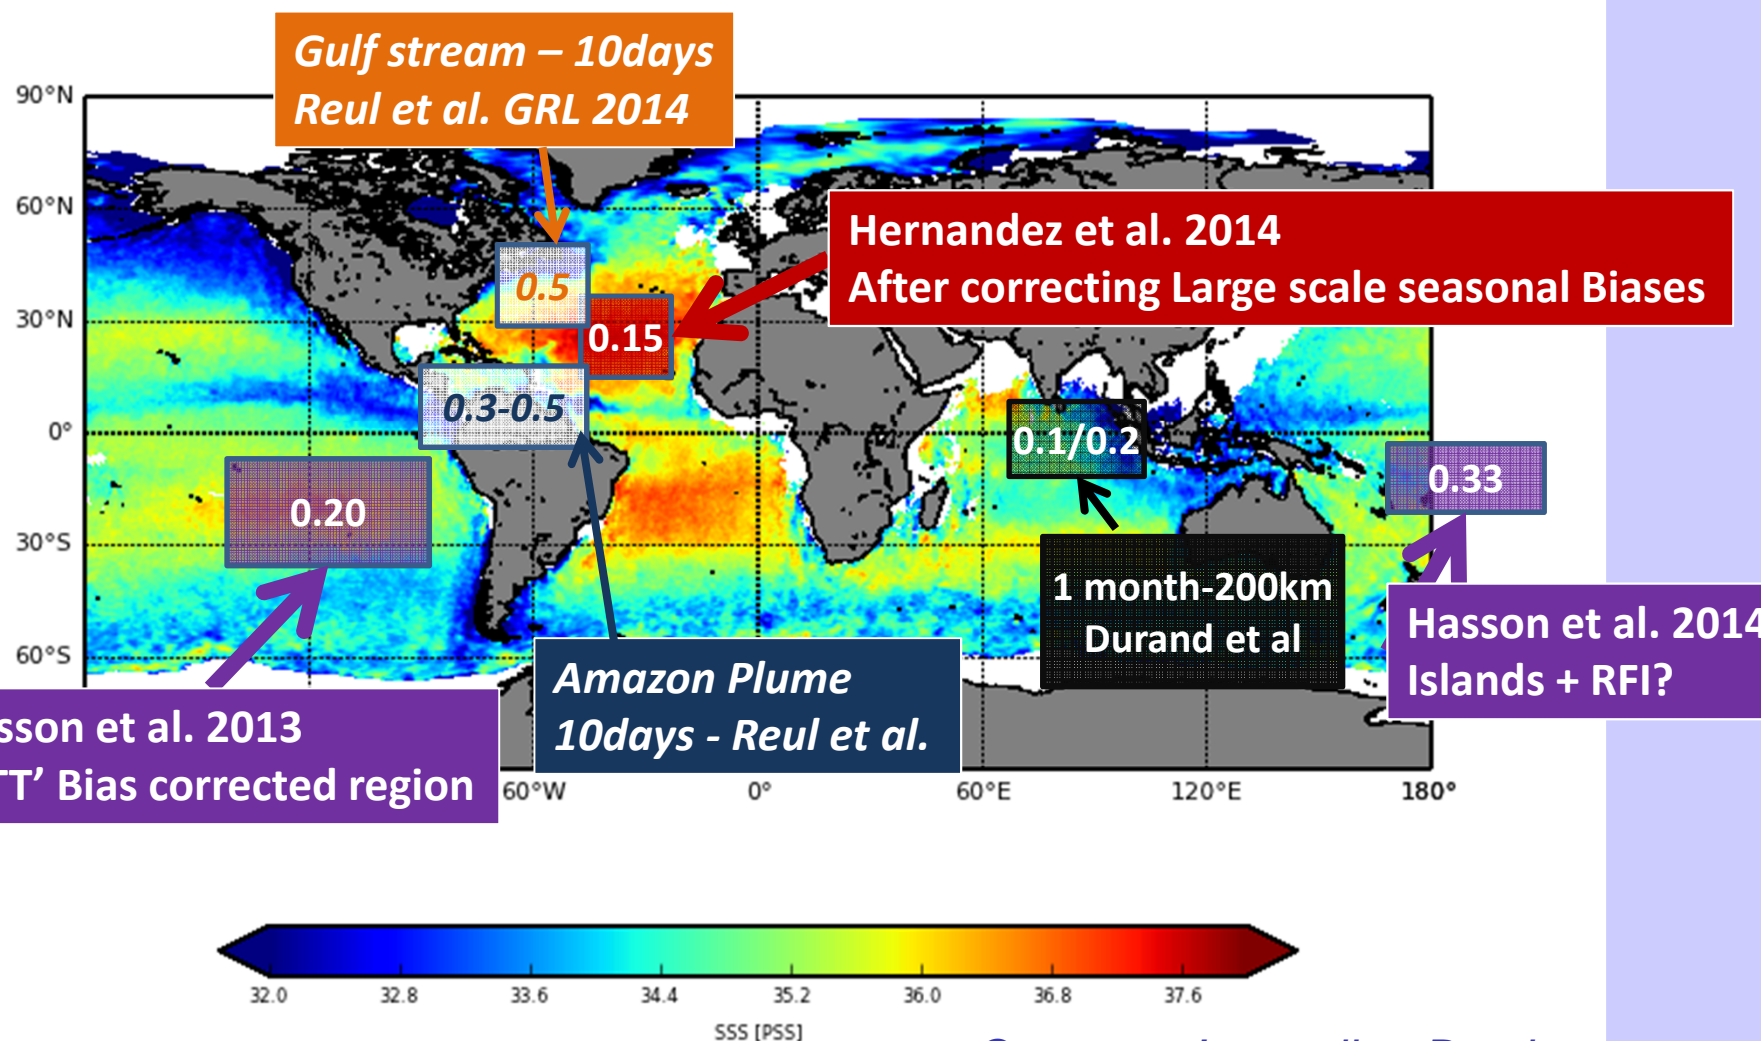 Gulf stream – 10days
Reul et al. GRL 2014
90°N
60°N
30°N
0°
30°S
60°S
Hernandez et al. 2014
After correcting Large scale seasonal Biases
0.5
0.15
0.3-0.5
0.1/0.2
0.20
0.33
1 month-200km
Durand et al
Hasson et al. 2014
Islands + RFI?
Amazon Plume
10days - Reul et al.
sson et al. 2013
TT’ Bias corrected region
60°W
0°
60°E
120°E
180°
32.0
32.8
33.6
34.4
35.2
36.0
36.8
37.6
SSS [PSS]